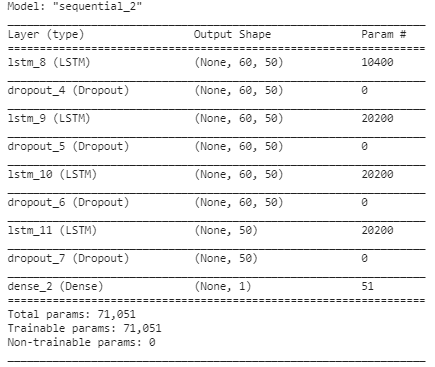 Model: "sequential_2"
Layer (type) Output Shape Param #
lstm_8 (LSTM) (None, 60, 50) 10400
dropout_4 (Dropout) (None, 60, 50) 0
lstm_9 (LSTM) (None, 60, 50) 20200
dropout_5 (Dropout) (None, 60, 50) 0
lstm_10 (LSTM) (None, 60, 50) 20200
dropout_6 (Dropout) (None, 60, 50) 0
lstm_11 (LSTM) (None, 50) 20200
dropout_7 (Dropout) (None, 50) 0
dense_2 (Dense) (None, 1) 51
Total params: 71,051
Trainable params: 71,051
Non-trainable params: 0